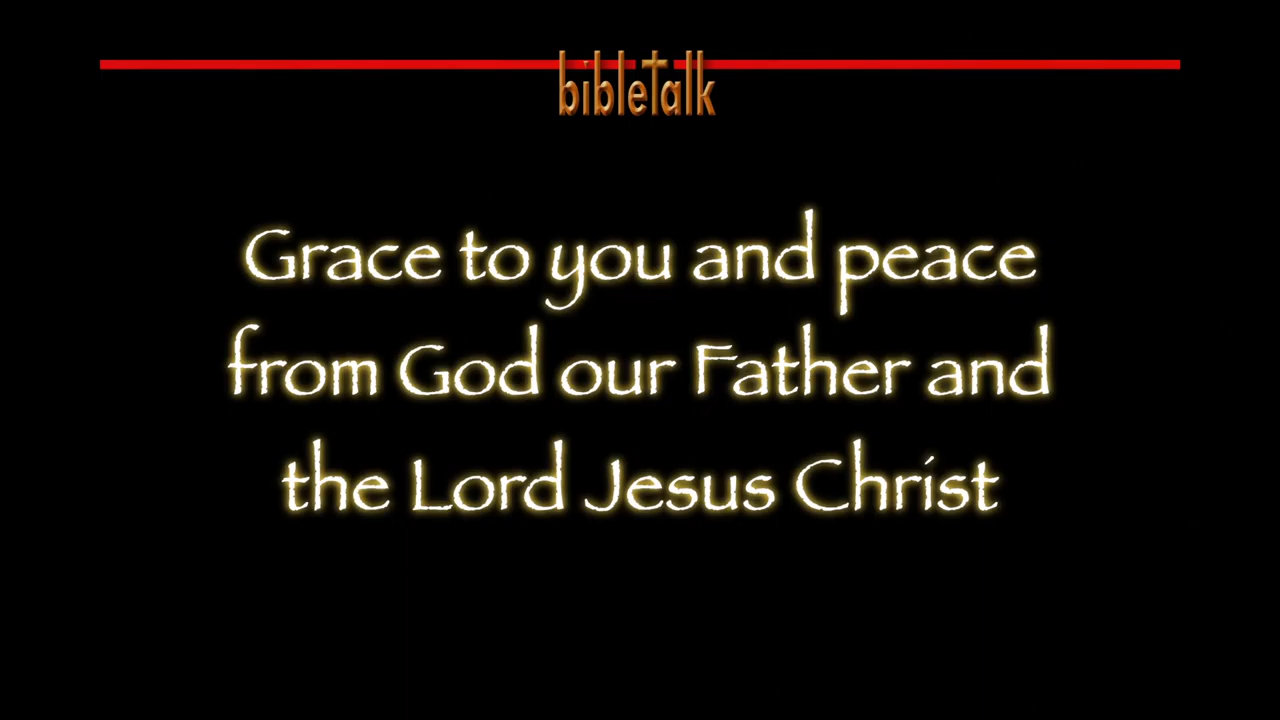 bibleTalk
Grace to you and peace
from God our Father and
the Lord Jesus Christ